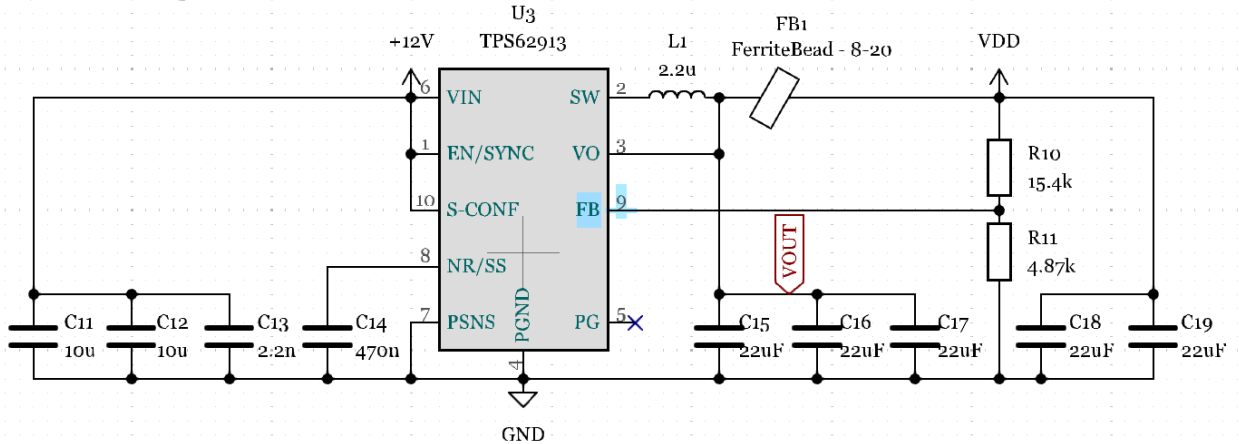 U3
TPS62913
+12V
L1
2.2u
FB1
FerriteBead - 8-20
VDD
6
VIN
SW
2
1
EN/SYNC
VO
3
10
S-CONF
FB
9
8
NR/SS
7
PSNS
PGND
4
PG
5
R10
15.4k
R11
4.87k
VOUT
C11
10u
C12
10u
C13
2.2n
C14
470n
C15
22uF
C16
22uF
C17
22uF
C18
22uF
C19
22uF
GND